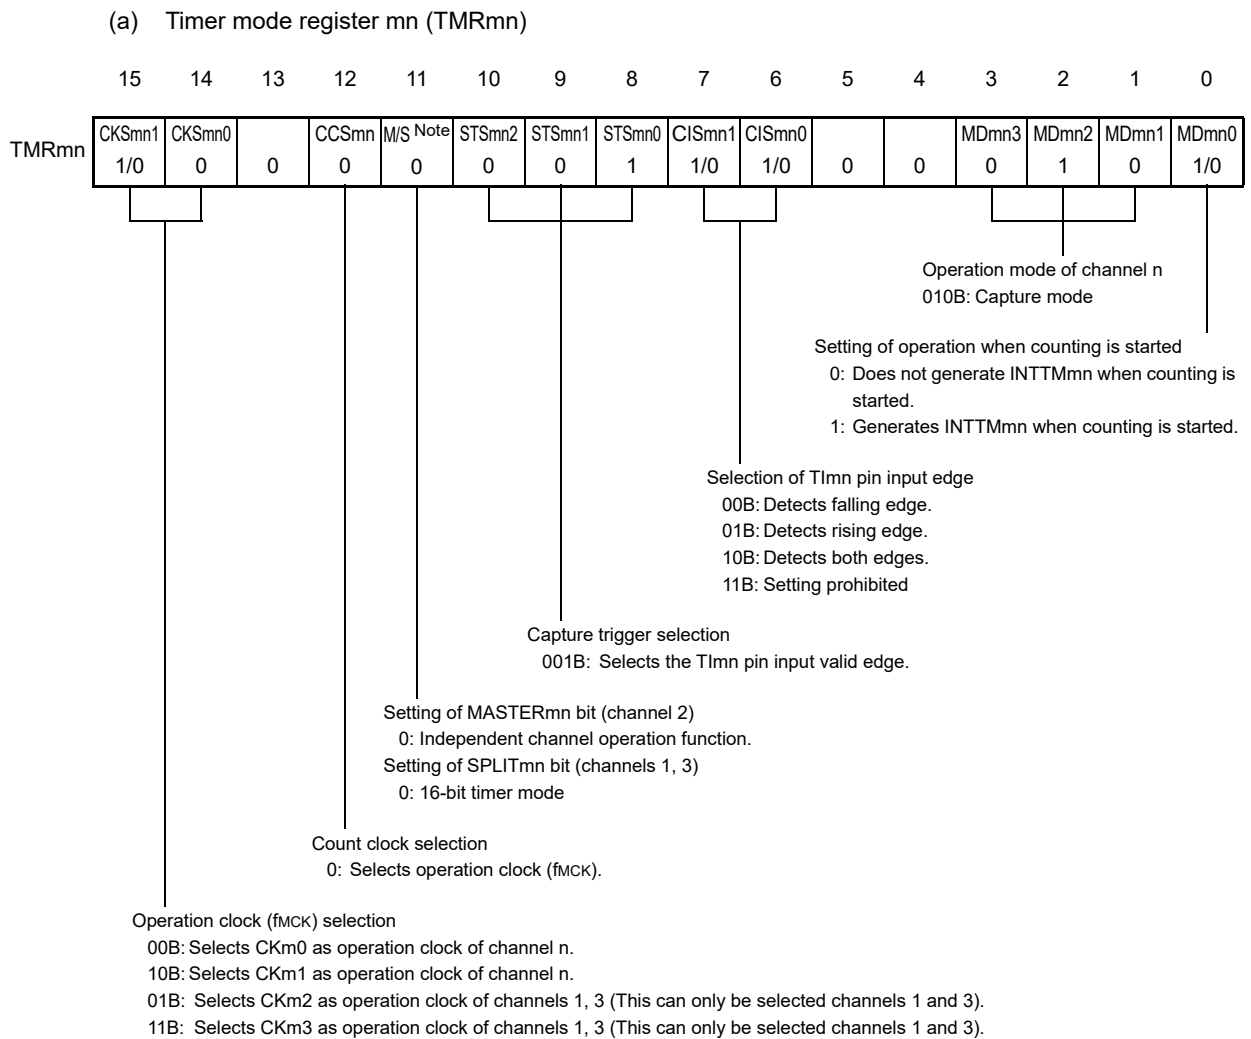 (a) Timer mode register mn (TMRmn)
15 14 13 12 11 10 9 8 7 6 5 4 3 2 1 0
CKSmn1 CKSmn0 CCSmn M/S Note STSmn2 STSmn1 STSmn0 CISmn1 CISmn0 MDmn3 MDmn2 MDmn1 MDmn0
TMRmn
1/0 0 0 0 0 0 0 1 1/0 1/0 0 0 0 1 0 1/0
Operation mode of channel n
010B: Capture mode
Setting of operation when counting is started
0: Does not generate INTTMmn when counting is
started.
1: Generates INTTMmn when counting is started.
Selection of TImn pin input edge
00B: Detects falling edge.
01B: Detects rising edge.
10B: Detects both edges.
11B: Setting prohibited
Capture trigger selection
001B: Selects the TImn pin input valid edge.
Setting of MASTERmn bit (channel 2)
0: Independent channel operation function.
Setting of SPLITmn bit (channels 1, 3)
0: 16-bit timer mode
Count clock selection
0: Selects operation clock (fMCK).
Operation clock (fMCK) selection
00B: Selects CKm0 as operation clock of channel n.
10B: Selects CKm1 as operation clock of channel n.
01B: Selects CKm2 as operation clock of channels 1, 3 (This can only be selected channels 1 and 3).
11B: Selects CKm3 as operation clock of channels 1, 3 (This can only be selected channels 1 and 3).